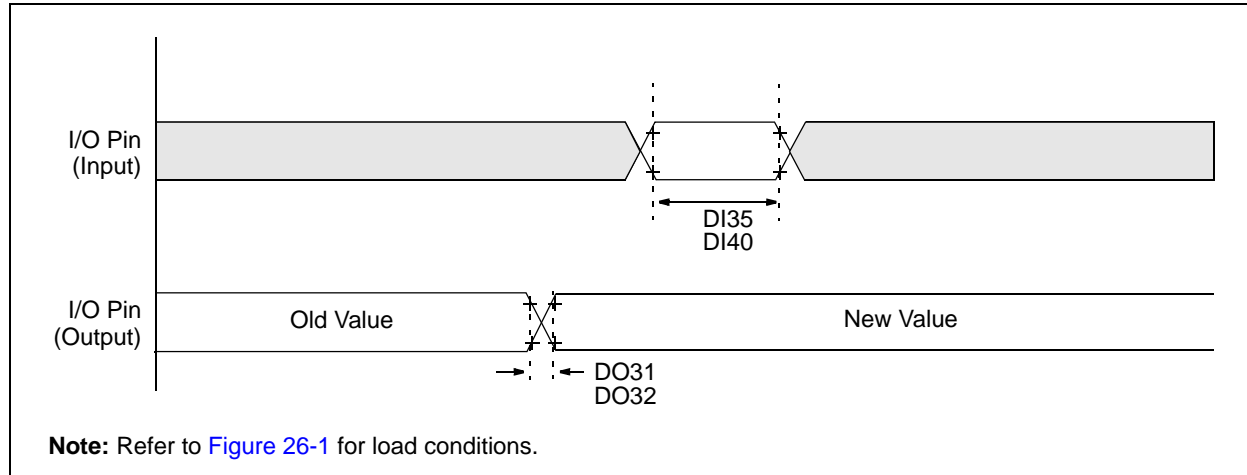 I/O Pin
(Input)
DI35
DI40
I/O Pin
(Output)
Old Value
New Value
DO31
DO32
Note: Refer to Figure 26-1 for load conditions.